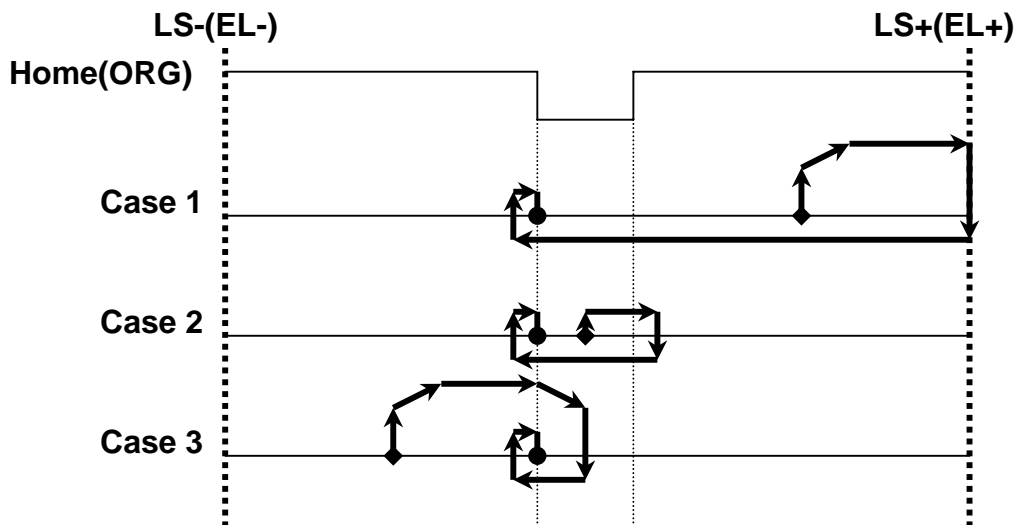 LS-(EL-)
LS+(EL+)
Home(ORG)
Case 1
Case 2
Case 3